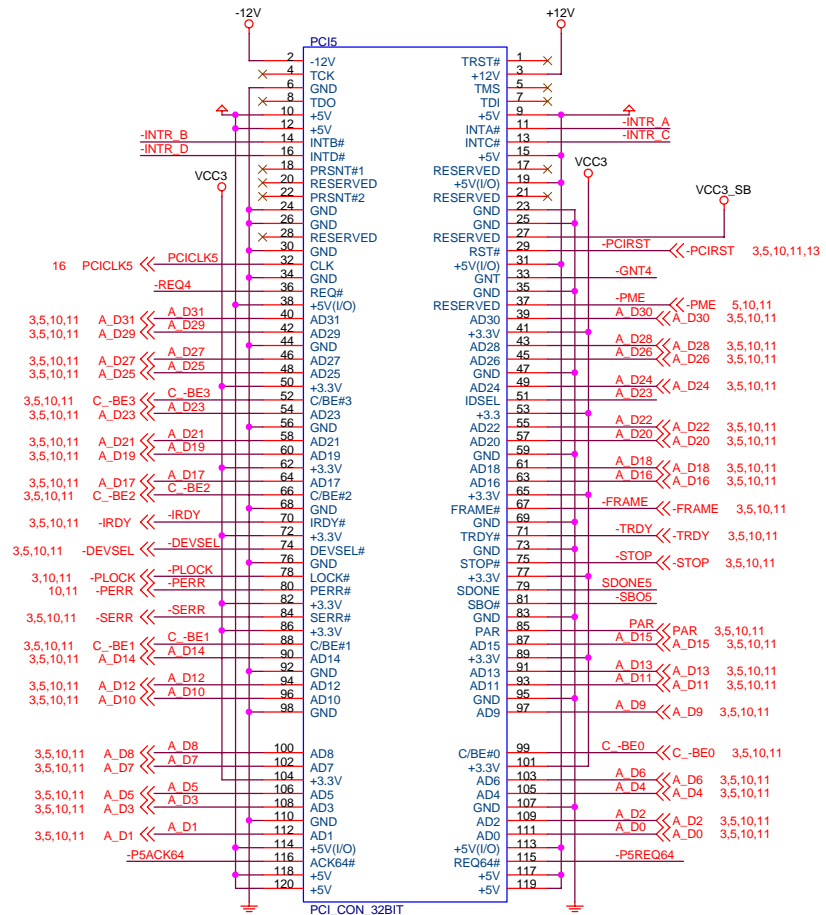 -12V +12V
PCI5
2 -12V TRST# 1
4 TCK +12V 3
6 GND TMS 5
8 TDO TDI 7
10 +5V +5V 9
12 +5V INTA# 11 -INTR_A
-INTR_B 14 INTB# INTC# 13 -INTR_C
-INTR_D 16 INTD# +5V 15
18 PRSNT#1 RESERVED 17
VCC3 20 RESERVED +5V(I/O) 19 VCC3
22 PRSNT#2 RESERVED 21 VCC3_SB
24 GND GND 23
26 GND GND 25
28 RESERVED RESERVED 27
30 GND RST# 29 -PCIRST -PCIRST 3,5,10,11,13
16 PCICLK5 PCICLK5 32 CLK +5V(I/O) 31
34 GND GNT 33 -GNT4
-REQ4 36 REQ# GND 35
38 +5V(I/O) RESERVED 37 -PME -PME 5,10,11
3,5,10,11 A_D31 A_D31 40 AD31 AD30 39 A_D30 A_D30 3,5,10,11
3,5,10,11 A_D29 A_D29 42 AD29 +3.3V 41
44 GND AD28 43 A_D28 A_D28 3,5,10,11
3,5,10,11 A_D27 A_D27 46 AD27 AD26 45 A_D26 A_D26 3,5,10,11
3,5,10,11 A_D25 A_D25 48 AD25 GND 47
50 +3.3V AD24 49 A_D24 A_D24 3,5,10,11
3,5,10,11 C_-BE3 C_-BE3 52 C/BE#3 IDSEL 51 A_D23
3,5,10,11 A_D23 A_D23 54 AD23 +3.3 53
56 GND AD22 55 A_D22 A_D22 3,5,10,11
3,5,10,11 A_D21 A_D21 58 AD21 AD20 57 A_D20 A_D20 3,5,10,11
3,5,10,11 A_D19 A_D19 60 AD19 GND 59
62 +3.3V AD18 61 A_D18 A_D18 3,5,10,11
3,5,10,11 A_D17 A_D17 64 AD17 AD16 63 A_D16 A_D16 3,5,10,11
3,5,10,11 C_-BE2 C_-BE2 66 C/BE#2 +3.3V 65
68 GND FRAME# 67 -FRAME -FRAME 3,5,10,11
3,5,10,11 -IRDY -IRDY 70 IRDY# GND 69
72 +3.3V TRDY# 71 -TRDY -TRDY 3,5,10,11
3,5,10,11 -DEVSEL -DEVSEL 74 DEVSEL# GND 73
76 GND STOP# 75 -STOP -STOP 3,5,10,11
3,10,11 -PLOCK -PLOCK 78 LOCK# +3.3V 77
10,11 -PERR -PERR 80 PERR# SDONE 79 SDONE5
82 +3.3V SBO# 81 -SBO5
3,5,10,11 -SERR -SERR 84 SERR# GND 83
86 +3.3V PAR 85 PAR PAR 3,5,10,11
3,5,10,11 C_-BE1 C_-BE1 88 C/BE#1 AD15 87 A_D15 A_D15 3,5,10,11
3,5,10,11 A_D14 A_D14 90 AD14 +3.3V 89
92 GND AD13 91 A_D13 A_D13 3,5,10,11
3,5,10,11 A_D12 A_D12 94 AD12 AD11 93 A_D11 A_D11 3,5,10,11
3,5,10,11 A_D10 A_D10 96 AD10 GND 95
98 GND AD9 97 A_D9 A_D9 3,5,10,11
3,5,10,11 A_D8 A_D8 100 AD8 C/BE#0 99 C_-BE0 C_-BE0 3,5,10,11
3,5,10,11 A_D7 A_D7 102 AD7 +3.3V 101
104 +3.3V AD6 103 A_D6 A_D6 3,5,10,11
3,5,10,11 A_D5 A_D5 106 AD5 AD4 105 A_D4 A_D4 3,5,10,11
3,5,10,11 A_D3 A_D3 108 AD3 GND 107
110 GND AD2 109 A_D2 A_D2 3,5,10,11
3,5,10,11 A_D1 A_D1 112 AD1 AD0 111 A_D0 A_D0 3,5,10,11
114 +5V(I/O) +5V(I/O) 113
-P5ACK64 116 ACK64# REQ64# 115 -P5REQ64
118 +5V +5V 117
120 +5V +5V 119
PCI_CON_32BIT